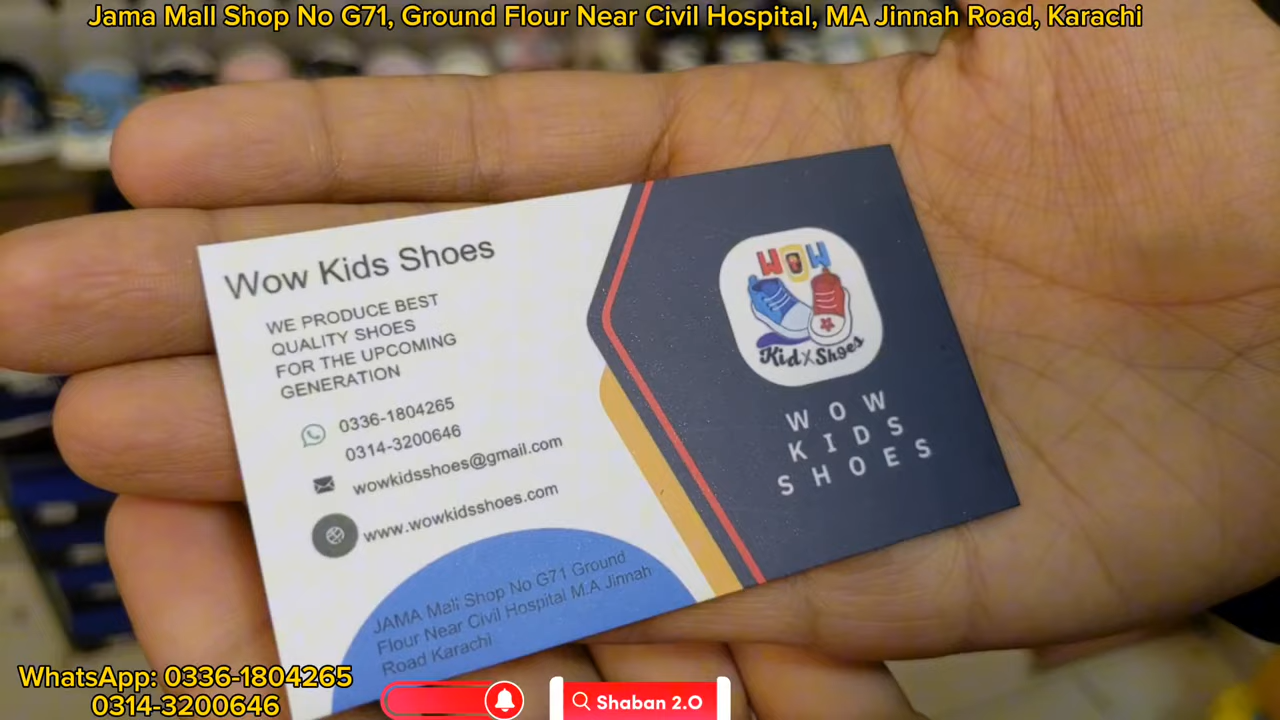 Jama Mall Shop No G71, Ground Flour Near Civil Hospital, MA Jinnah Road, Karachi
Wow Kids Shoes
WE PRODUCE BEST
QUALITY SHOES
FOR THE UPCOMING
GENERATION
0336-1804265
0314-3200646
wowkidsshoes@gmail.com
www.wowkidsshoes.com
JAMA Mall Shop No G71 Ground
Flour Near Civil Hospital M.A Jinnah
Road Karachi
WOW
Kid X Shoes
WOW
KIDS
SHOES
WhatsApp: 0336-1804265
0314-3200646
Shaban 2.O